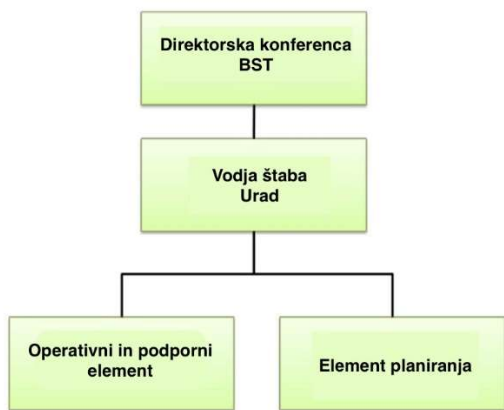 Direktorska konferenca
BST
Vodja štaba
Urad
Operativni in podporni
element
Element planiranja